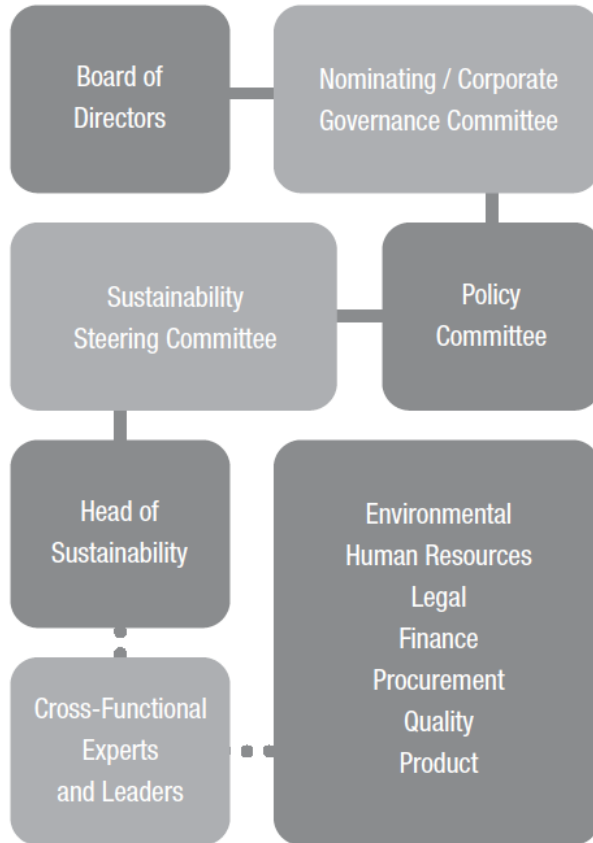 Board of
Directors
Nominating / Corporate
Governance Committee
Sustainability
Steering Committee
Policy
Committee
Head of
Sustainability
Environmental
Human Resources
Legal
Finance
Procurement
Quality
Product
Cross-Functional
Experts
and Leaders